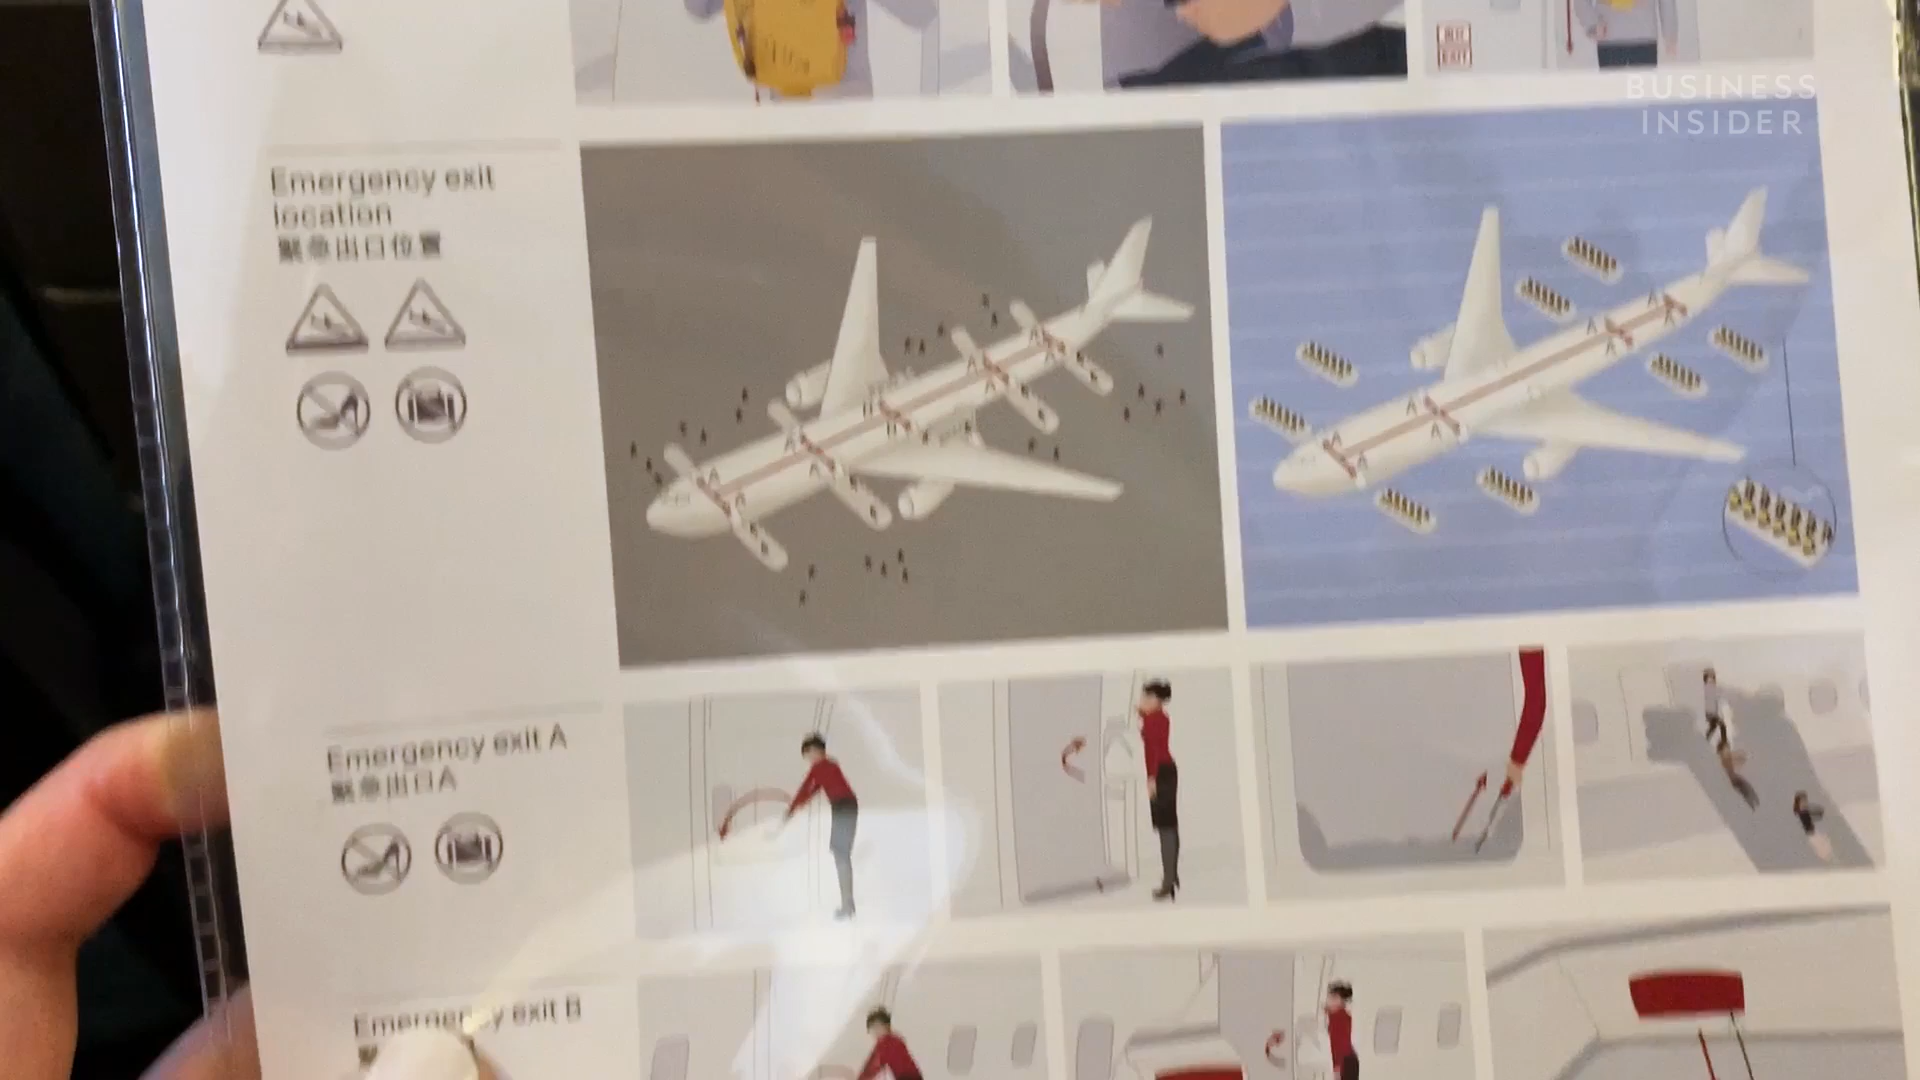 BUSINESS
INSIDER
Emergency exit
location
緊急出口位置
Emergency exit A
緊急出口A
Emergency exit B